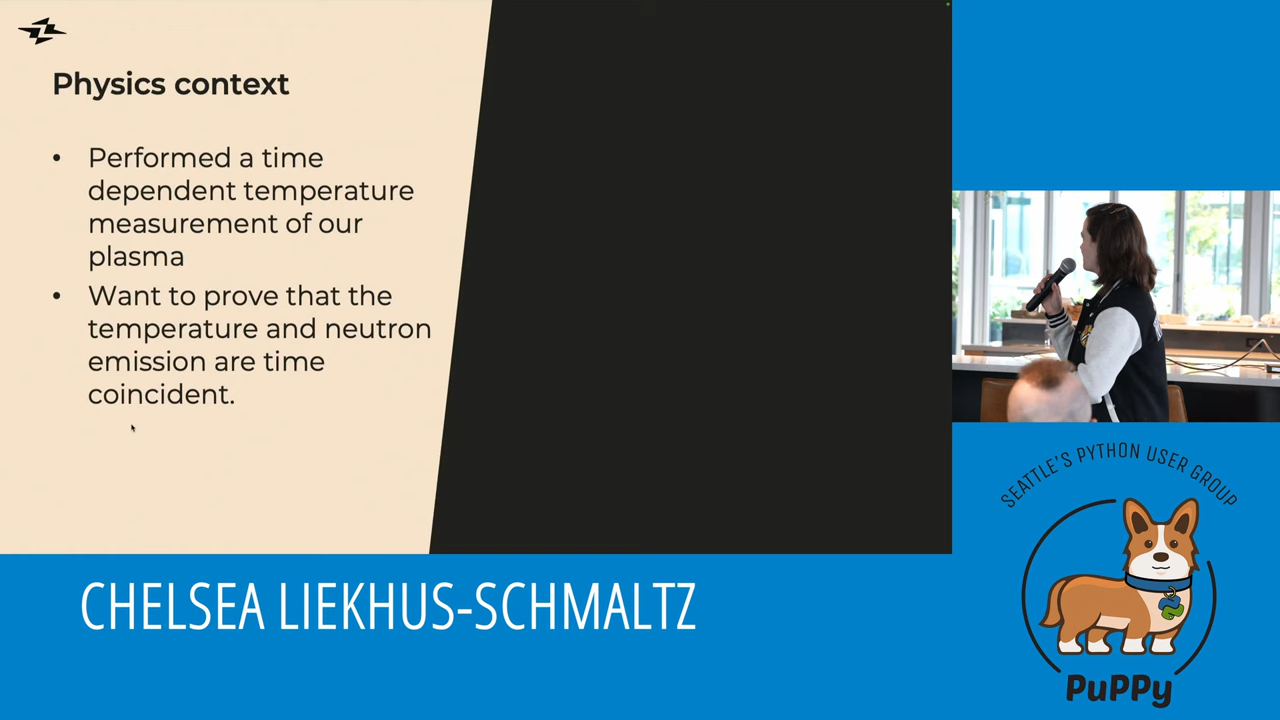 Physics context
• Performed a time
dependent temperature
measurement of our
plasma
• Want to prove that the
temperature and neutron
emission are time
coincident.
CHELSEA LIEKHUS-SCHMALTZ
SEATTLE'S PYTHON USER GROUP
PuPPy